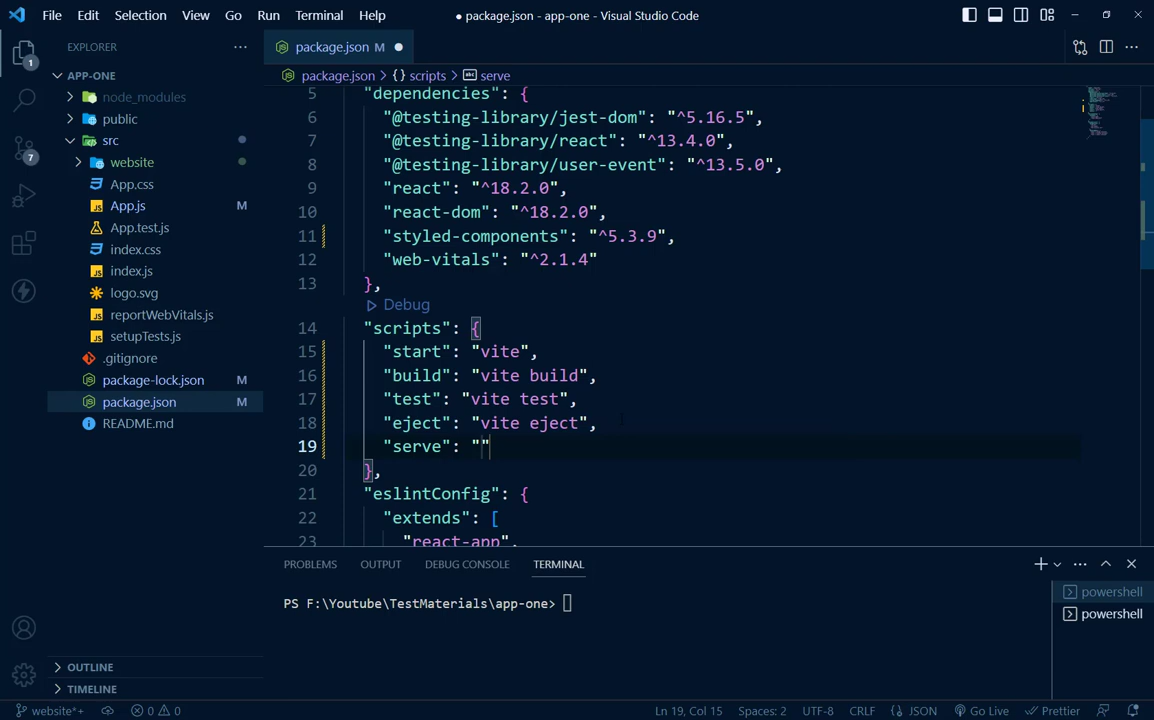 File Edit Selection View Go Run Terminal Help ● package.json - app-one - Visual Studio Code
EXPLORER
1
7
APP-ONE
node_modules
public
src
website
App.css
App.js M
App.test.js
index.css
index.js
logo.svg
reportWebVitals.js
setupTests.js
.gitignore
package-lock.json M
package.json M
README.md
OUTLINE
TIMELINE
package.json M
package.json > {} scripts > abc serve
5 "dependencies": {
6 "@testing-library/jest-dom": "^5.16.5",
7 "@testing-library/react": "^13.4.0",
8 "@testing-library/user-event": "^13.5.0",
9 "react": "^18.2.0",
10 "react-dom": "^18.2.0",
11 "styled-components": "^5.3.9",
12 "web-vitals": "^2.1.4"
13 },
Debug
14 "scripts": {
15 "start": "vite",
16 "build": "vite build",
17 "test": "vite test",
18 "eject": "vite eject",
19 "serve": ""
20 },
21 "eslintConfig": {
22 "extends": [
23 "react-app",
PROBLEMS OUTPUT DEBUG CONSOLE TERMINAL
PS F:\Youtube\TestMaterials\app-one>
powershell
powershell
website*+ 0 0 Ln 19, Col 15 Spaces: 2 UTF-8 CRLF {} JSON Go Live Prettier